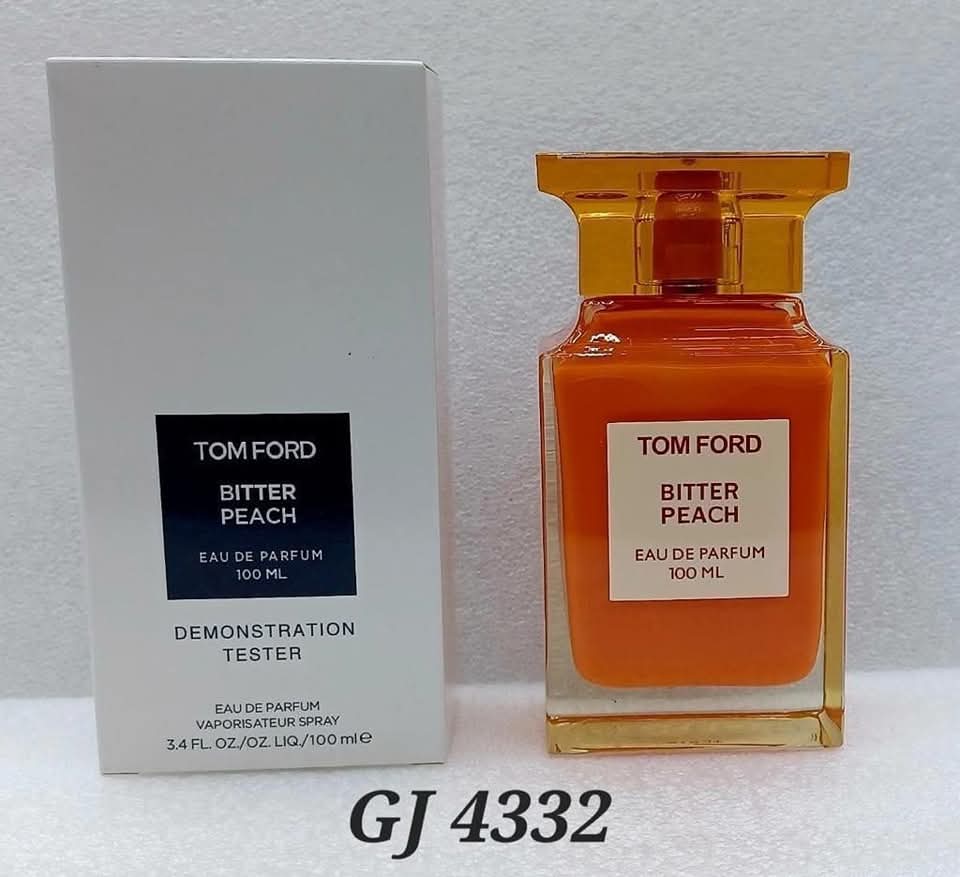 TOM FORD
BITTER
PEACH
EAU DE PARFUM
100 ML
DEMONSTRATION
TESTER
EAU DE PARFUM
VAPORISATEUR SPRAY
3.4 FL. OZ./OZ. LIQ./100 ml e
TOM FORD
BITTER
PEACH
EAU DE PARFUM
100 ML
GJ 4332